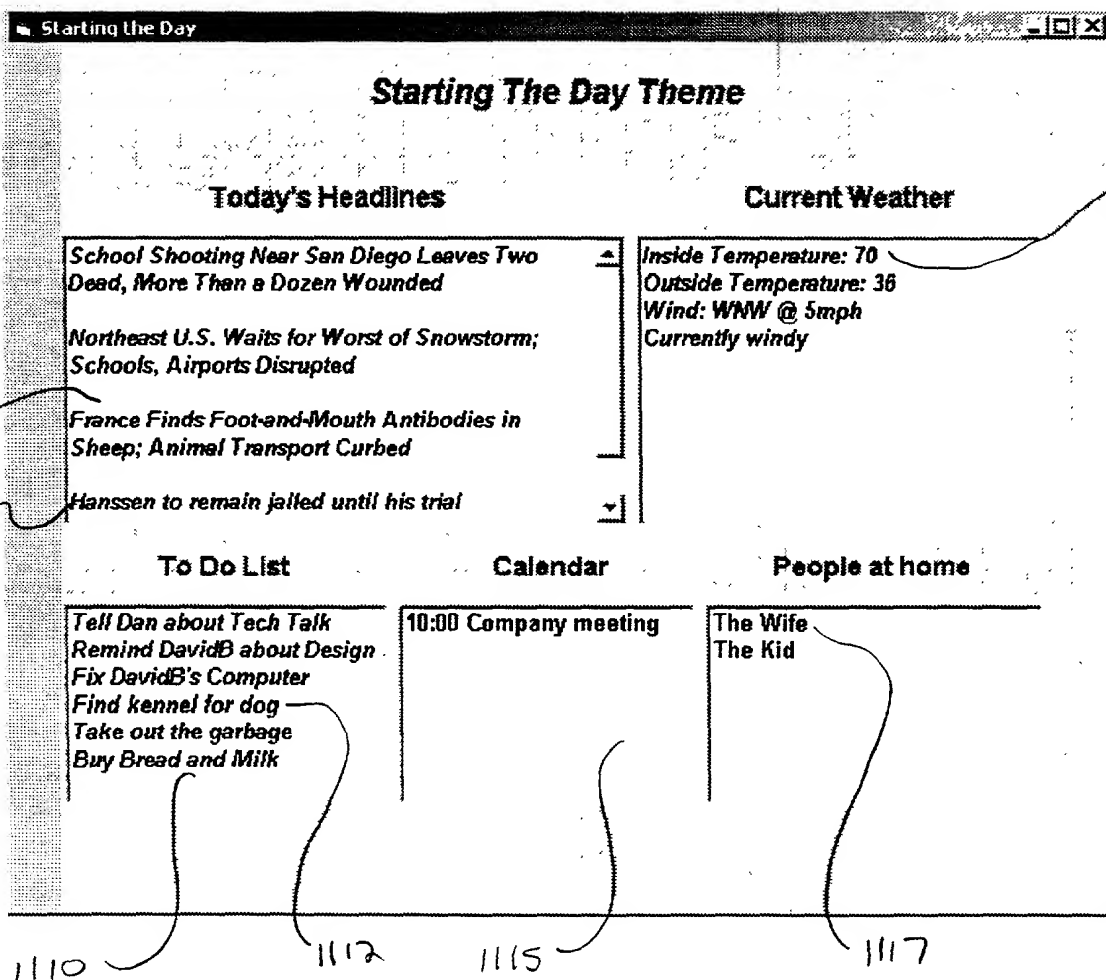 Starting the Day
Starting The Day Theme
Today's Headlines
Current Weather
School Shooting Near San Diego Leaves Two
Dead, More Than a Dozen Wounded
Northeast U.S. Waits for Worst of Snowstorm;
Schools, Airports Disrupted
France Finds Foot-and-Mouth Antibodies in
Sheep; Animal Transport Curbed
Hanssen to remain jailed until his trial
Inside Temperature: 70
Outside Temperature: 36
Wind: WNW @ 5mph
Currently windy
To Do List
Calendar
People at home
Tell Dan about Tech Talk
Remind DavidB about Design
Fix DavidB's Computer
Find kennel for dog
Take out the garbage
Buy Bread and Milk
10:00 Company meeting
The Wife
The Kid
1110
1112
1115
1117